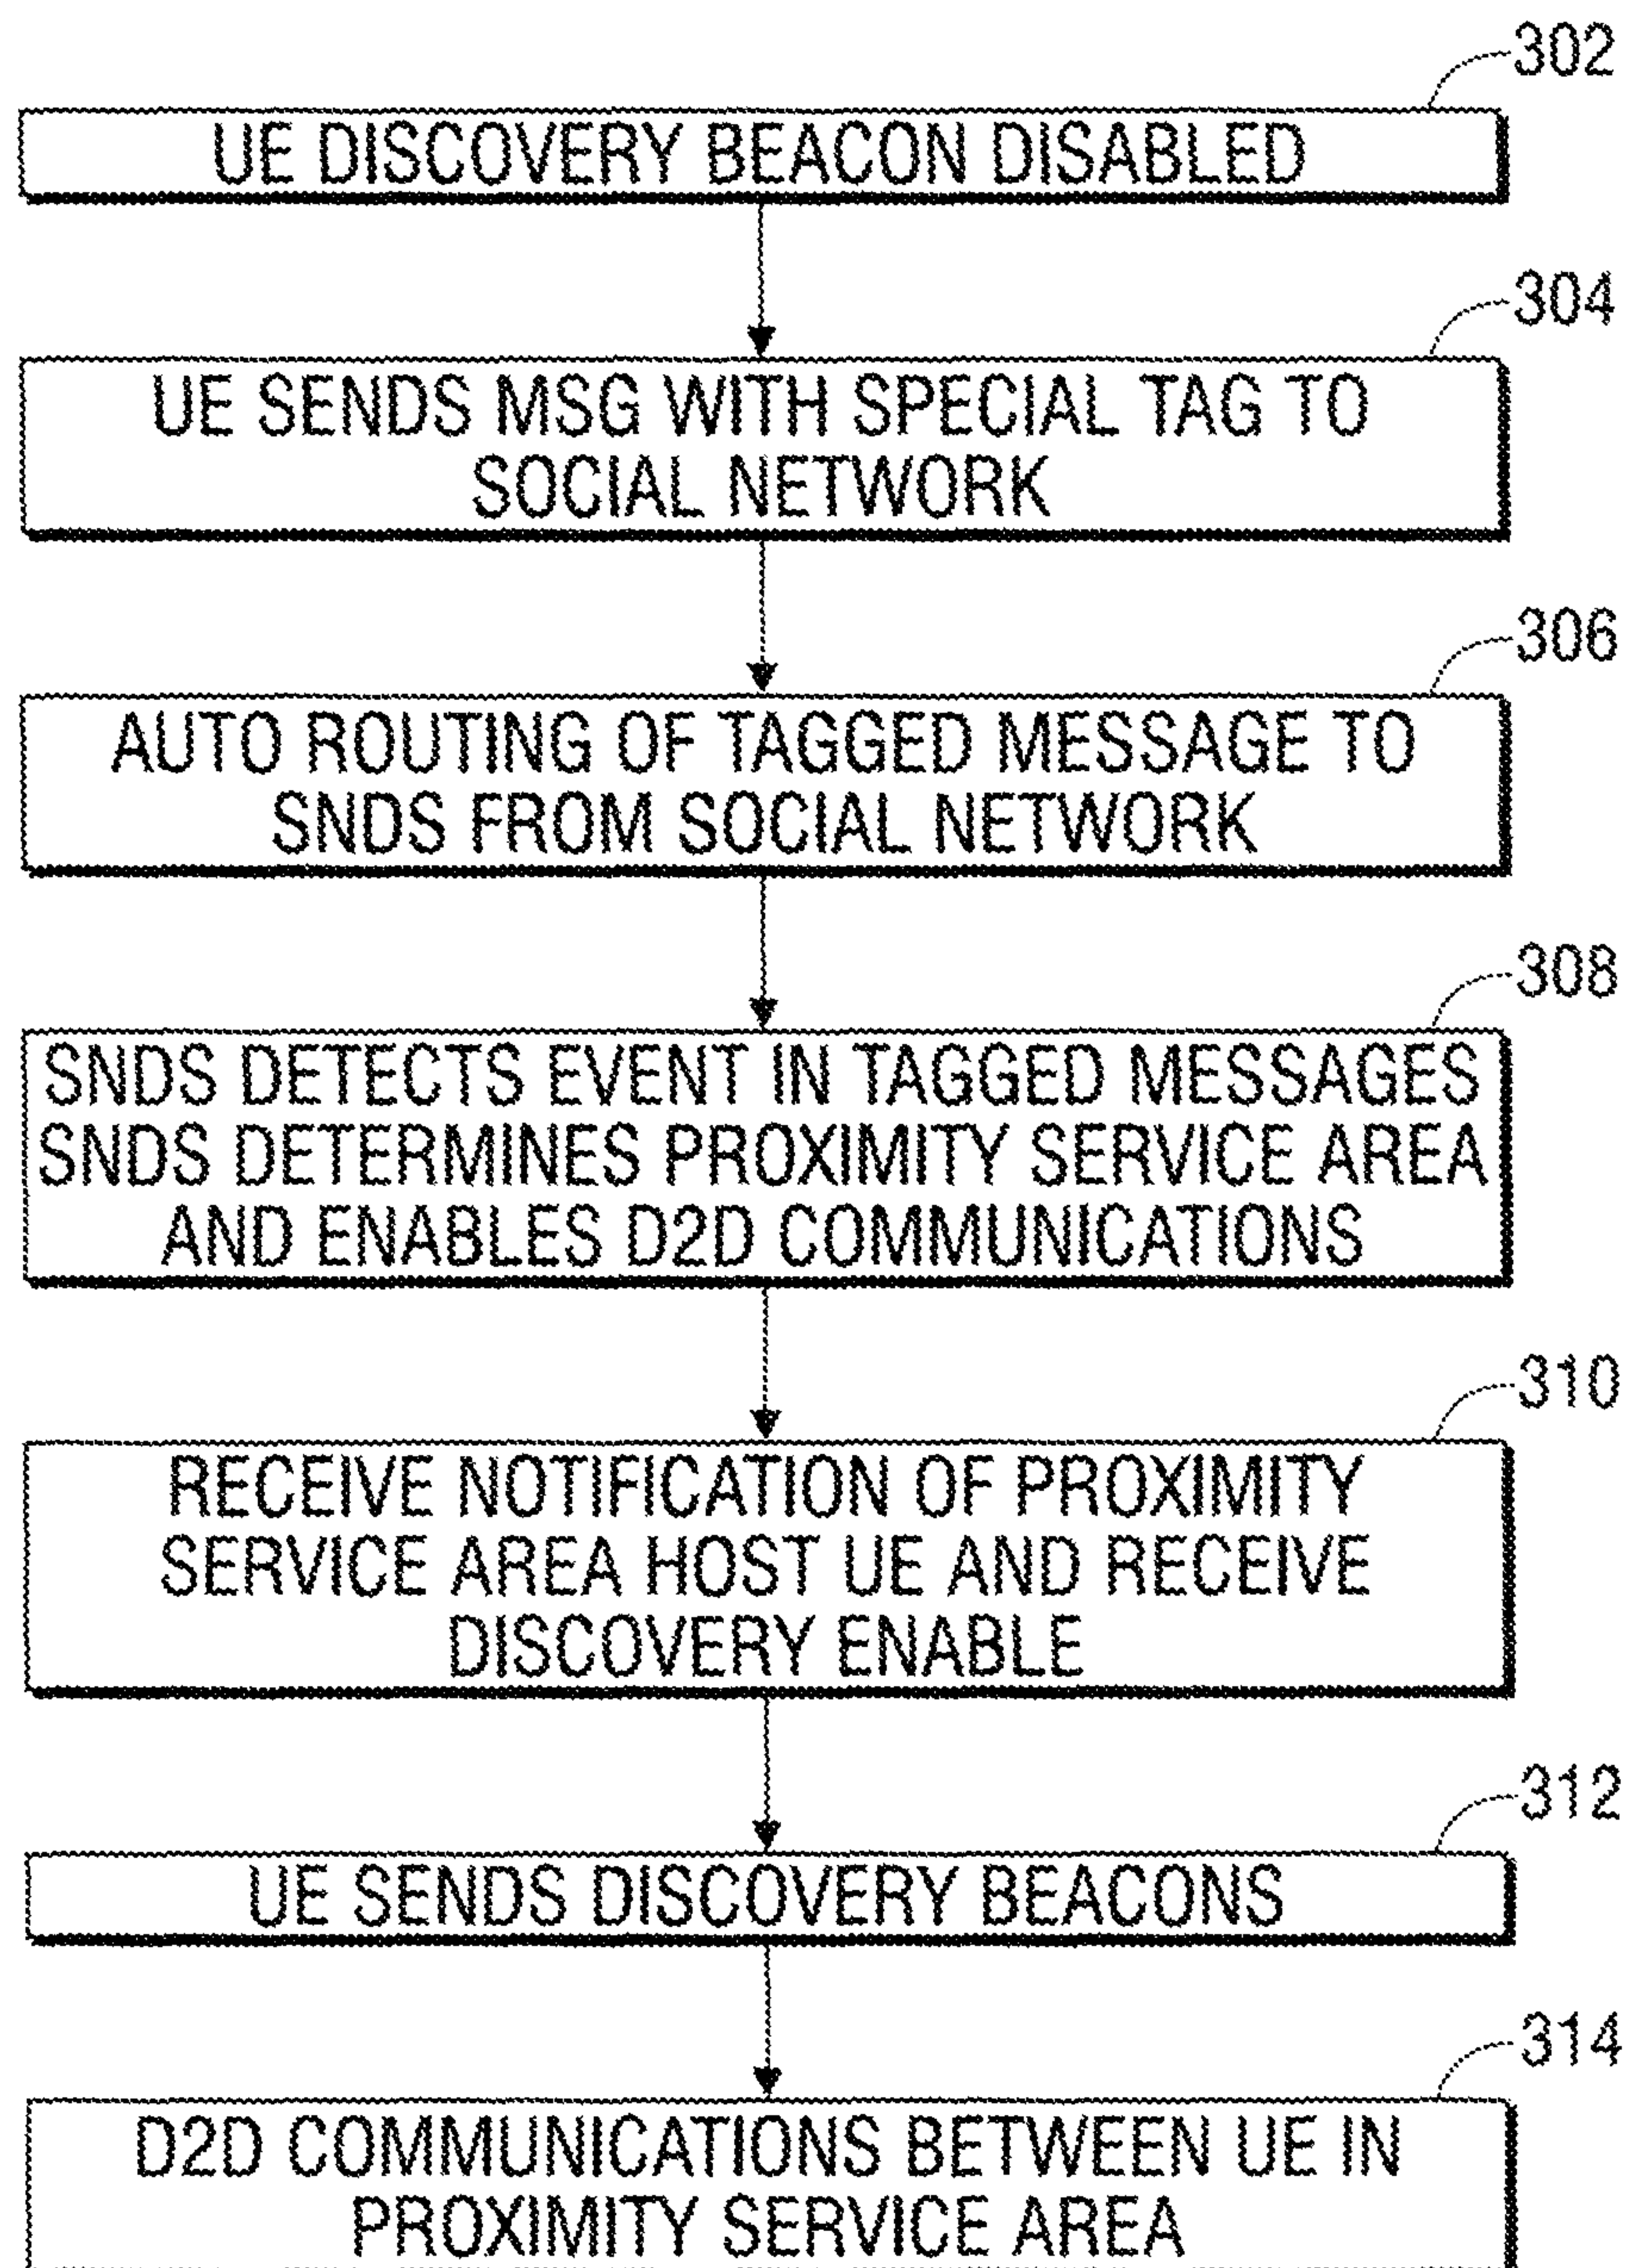 302
UE DISCOVERY BEACON DISABLED
304
UE SENDS MSG WITH SPECIAL TAG TO
SOCIAL NETWORK
306
AUTO ROUTING OF TAGGED MESSAGE TO
SNDS FROM SOCIAL NETWORK
308
SNDS DETECTS EVENT IN TAGGED MESSAGES
SNDS DETERMINES PROXIMITY SERVICE AREA
AND ENABLES D2D COMMUNICATIONS
310
RECEIVE NOTIFICATION OF PROXIMITY
SERVICE AREA HOST UE AND RECEIVE
DISCOVERY ENABLE
312
UE SENDS DISCOVERY BEACONS
314
D2D COMMUNICATIONS BETWEEN UE IN
PROXIMITY SERVICE AREA